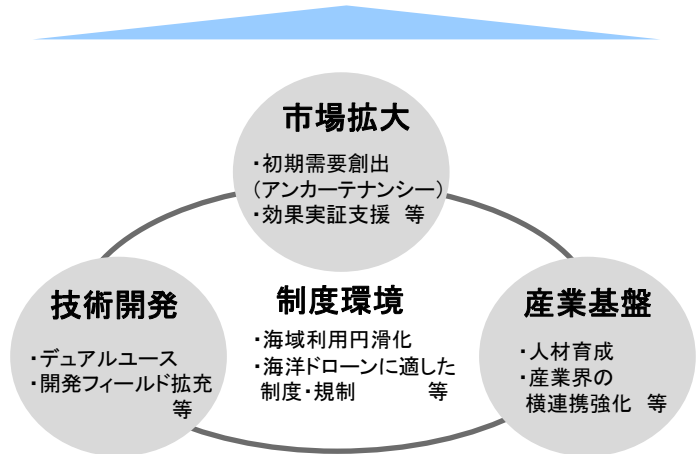 市場拡大
・初期需要創出
（アンカーテナンシー）
・効果実証支援　等
技術開発
・デュアルユース
・開発フィールド拡充
等
制度環境
・海域利用円滑化
・海洋ドローンに適した
制度・規制　　　　等
産業基盤
・人材育成
・産業界の
横連携強化　等